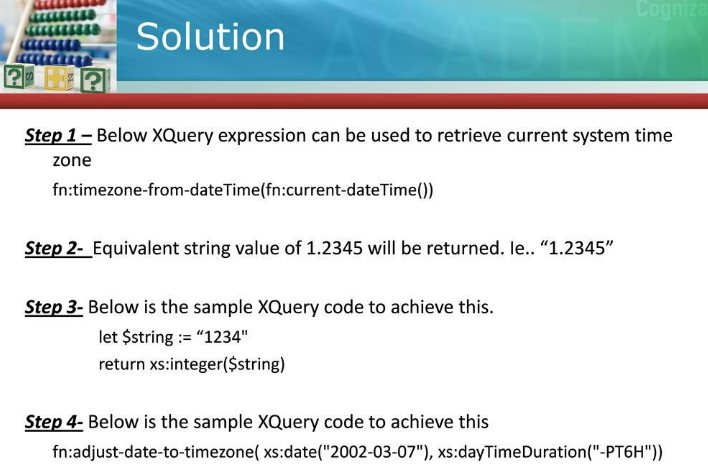 Cogniza
Solution
ACADEMY
Step 1 – Below XQuery expression can be used to retrieve current system time
zone
fn:timezone-from-dateTime(fn:current-dateTime())
Step 2- Equivalent string value of 1.2345 will be returned. Ie.. “1.2345”
Step 3- Below is the sample XQuery code to achieve this.
let $string := “1234"
return xs:integer($string)
Step 4- Below is the sample XQuery code to achieve this
fn:adjust-date-to-timezone( xs:date("2002-03-07"), xs:dayTimeDuration("-PT6H"))